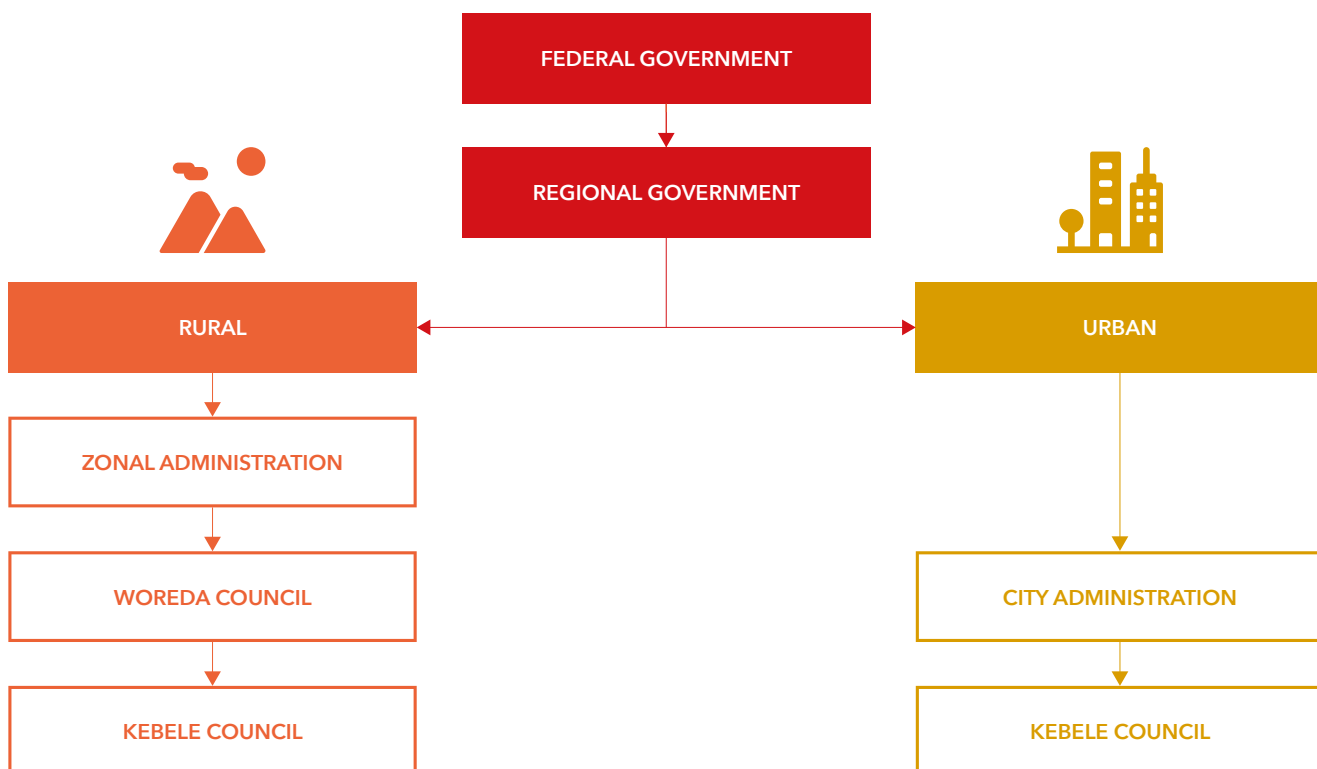 FEDERAL GOVERNMENT
REGIONAL GOVERNMENT
RURAL
URBAN
ZONAL ADMINISTRATION
WOREDA COUNCIL
CITY ADMINISTRATION
KEBELE COUNCIL
KEBELE COUNCIL